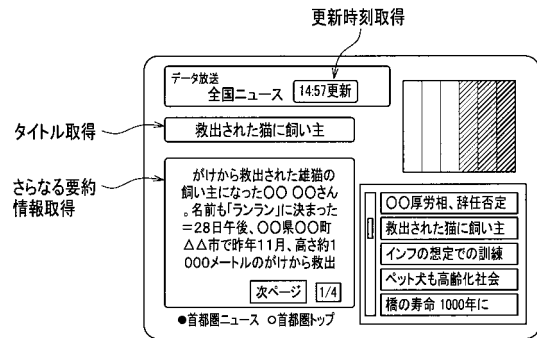 更新時刻取得
データ放送
全国ニュース
14:57更新
タイトル取得
救出された猫に飼い主
さらなる要約
情報取得
がけから救出された雄猫の
飼い主になった〇〇 〇〇さん
。名前も「ランラン」に決まった
=28日午後、〇〇県〇〇町
△△市で昨年11月、高さ約1
000メートルのがけから救出
次ページ
1/4
●首都圏ニュース ○首都圏トップ
〇〇厚労相、辞任否定
救出された猫に飼い主
インフの想定での訓練
ペット犬も高齢化社会
橋の寿命 1000年に